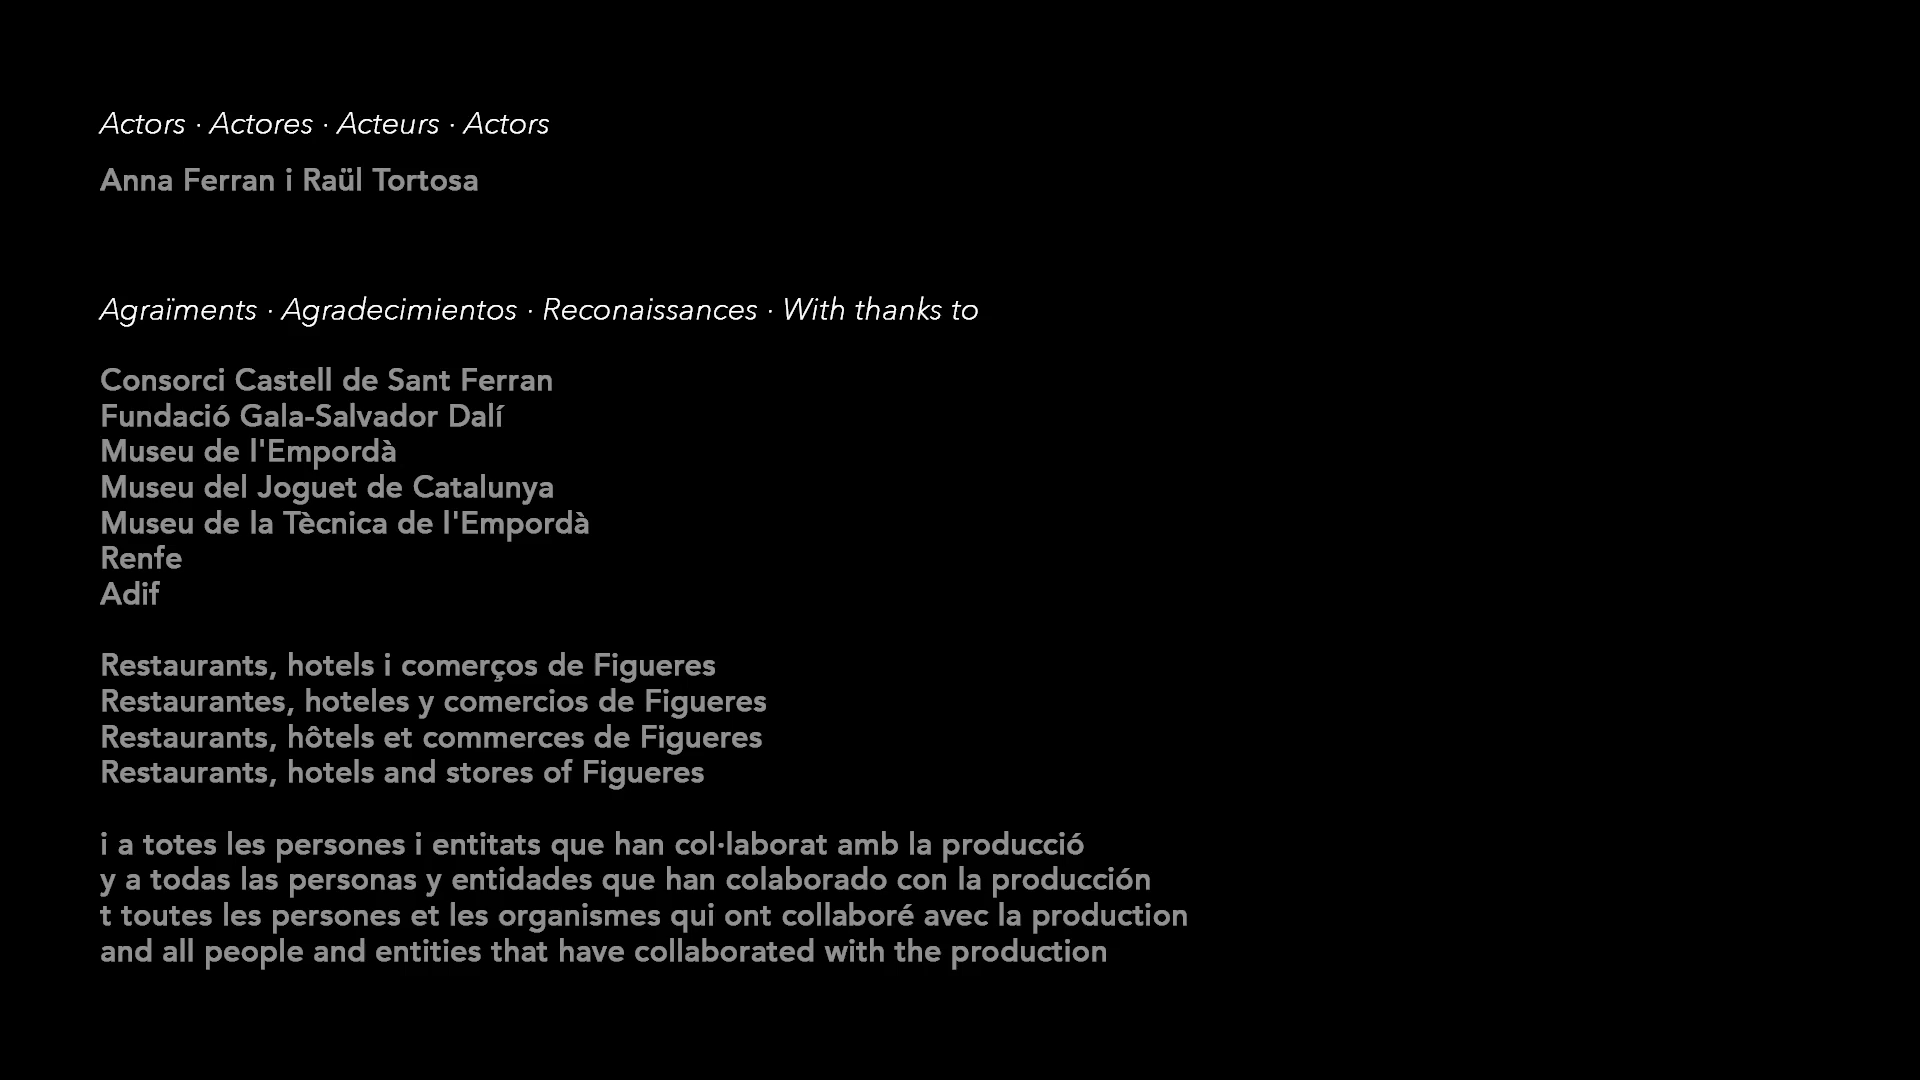 Actors · Actores · Acteurs · Actors
Anna Ferran i Raül Tortosa
Agraïments · Agradecimientos · Reconaissances · With thanks to
Consorci Castell de Sant Ferran
Fundació Gala-Salvador Dalí
Museu de l'Empordà
Museu del Joguet de Catalunya
Museu de la Tècnica de l'Empordà
Renfe
Adif
Restaurants, hotels i comerços de Figueres
Restaurantes, hoteles y comercios de Figueres
Restaurants, hôtels et commerces de Figueres
Restaurants, hotels and stores of Figueres
i a totes les persones i entitats que han col·laborat amb la producció
y a todas las personas y entidades que han colaborado con la producción
t toutes les persones et les organismes qui ont collaboré avec la production
and all people and entities that have collaborated with the production